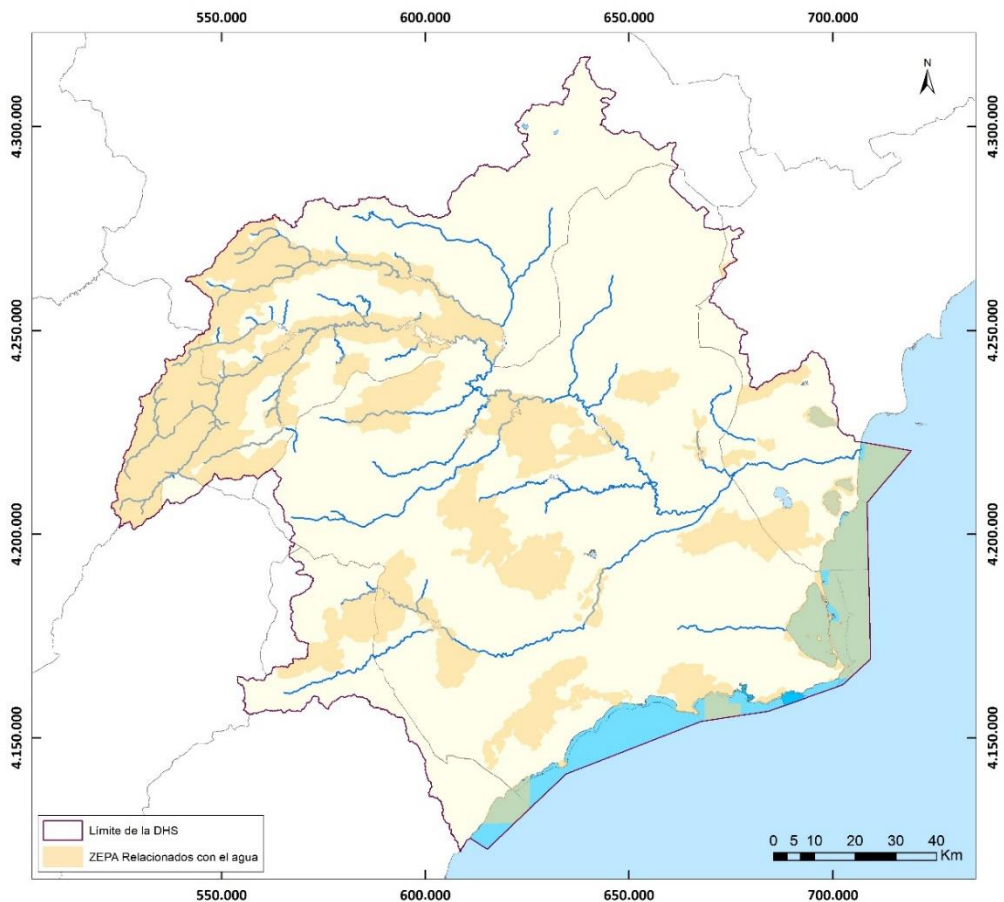 550.000 600.000 650.000 700.000
N
4.300.000 4.300.000
4.250.000 4.250.000
4.200.000 4.200.000
4.150.000 4.150.000
Límite de la DHS
ZEPA Relacionados con el agua
0 5 10 20 30 40
Km
550.000 600.000 650.000 700.000